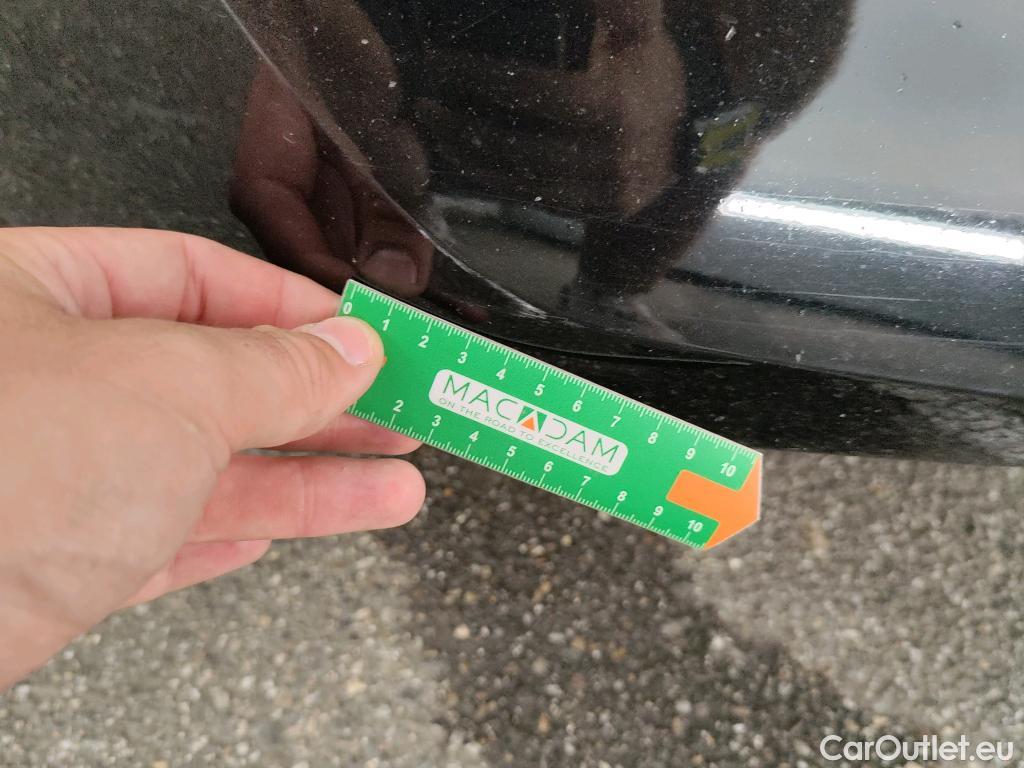 0 1 2 3 4 5 6 7 8 9 10
MACADAM
ON THE ROAD TO EXCELLENCE
2 3 4 5 6 7 8 9 10
CarOutlet.eu